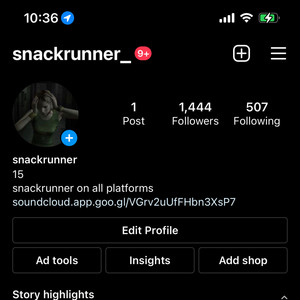 10:36
snackrunner_ 9+
1 1,444 507
Post Followers Following
snackrunner
15
snackrunner on all platforms
soundcloud.app.goo.gl/VGrv2uUfFHbn3XsP7
Edit Profile
Ad tools Insights Add shop
Story highlights